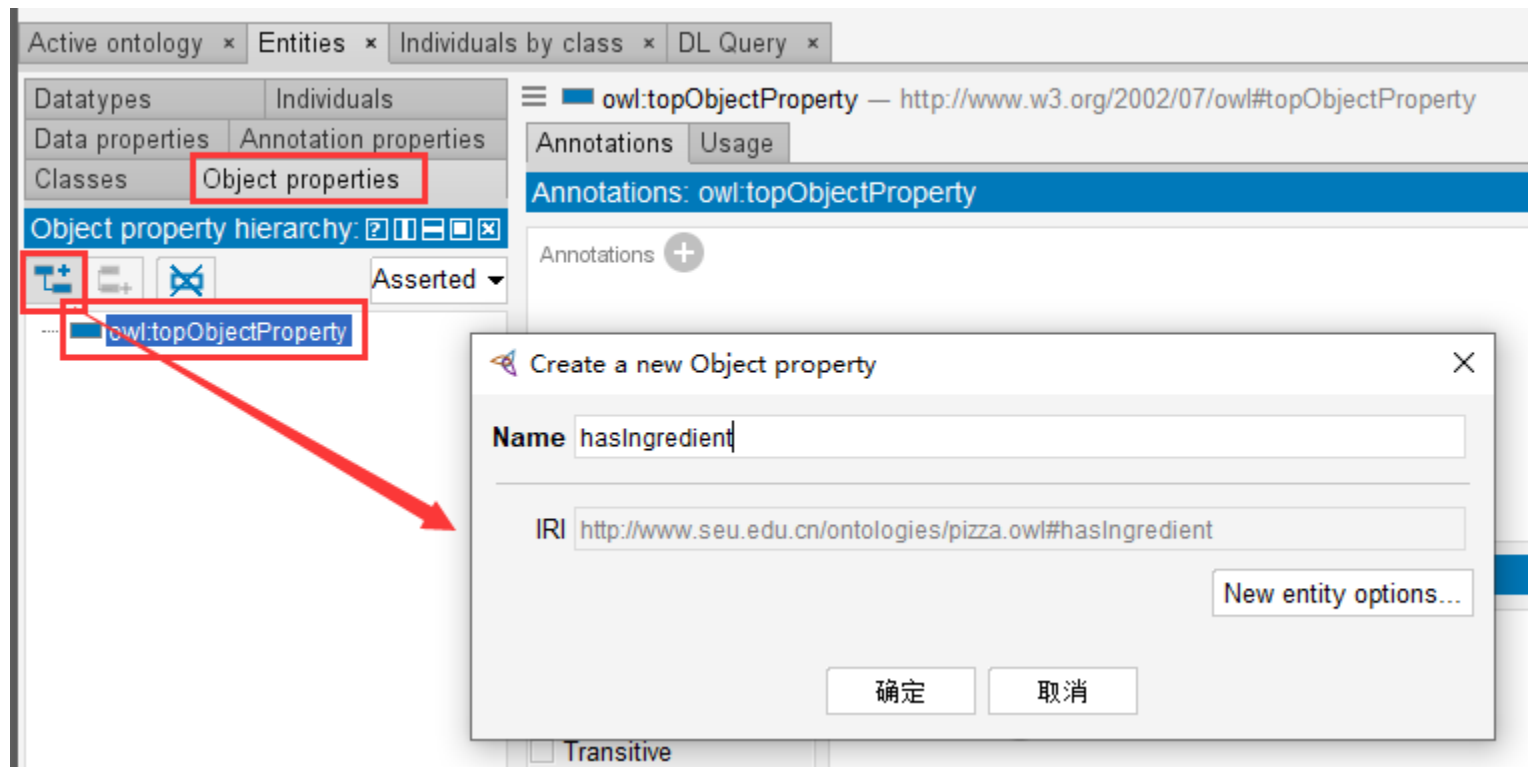 Active ontology × Entities × Individuals by class × DL Query ×
Datatypes Individuals
Data properties Annotation properties
Classes Object properties
Object property hierarchy:
Asserted
owl:topObjectProperty
owl:topObjectProperty — http://www.w3.org/2002/07/owl#topObjectProperty
Annotations Usage
Annotations: owl:topObjectProperty
Annotations
Create a new Object property
Name hasIngredient
IRI http://www.seu.edu.cn/ontologies/pizza.owl#hasIngredient
New entity options...
确定 取消
Transitive